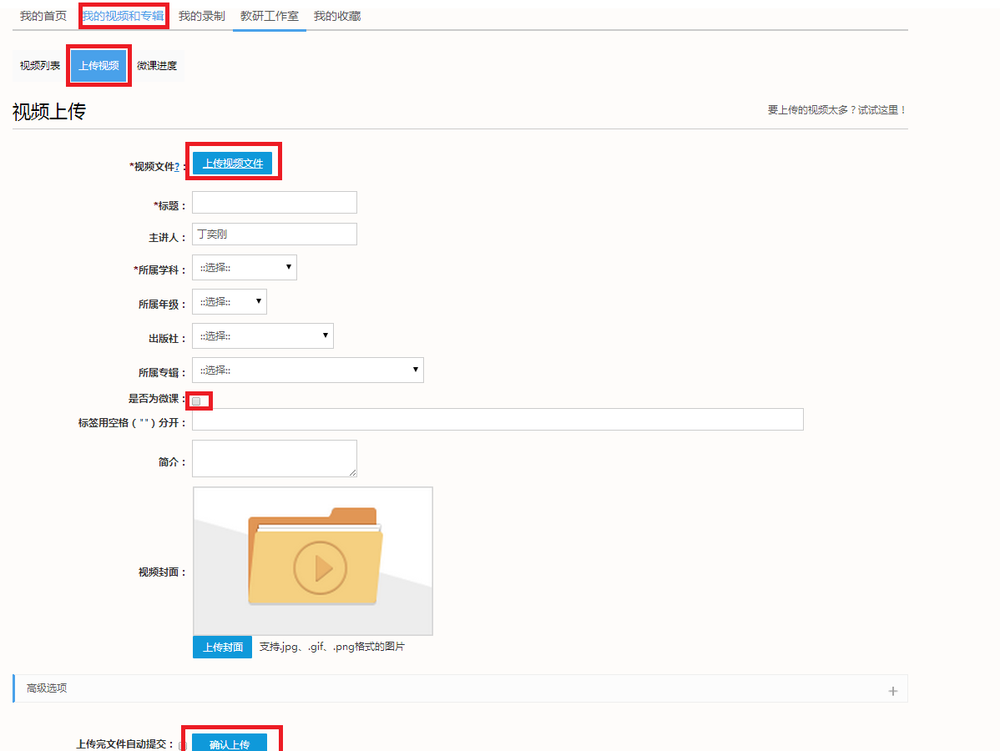 我的首页 我的视频和专辑 我的录制 教研工作室 我的收藏
视频列表 上传视频 微课进度
视频上传 要上传的视频太多？试试这里！
*视频文件?： 上传视频文件
*标题：
主讲人： 丁奕刚
*所属学科： ::选择::
所属年级： ::选择::
出版社： ::选择::
所属专辑： ::选择::
是否为微课：
标签用空格（" "）分开：
简介：
视频封面：
上传封面 支持.jpg、.gif、.png格式的图片
高级选项 +
上传完文件自动提交： 确认上传